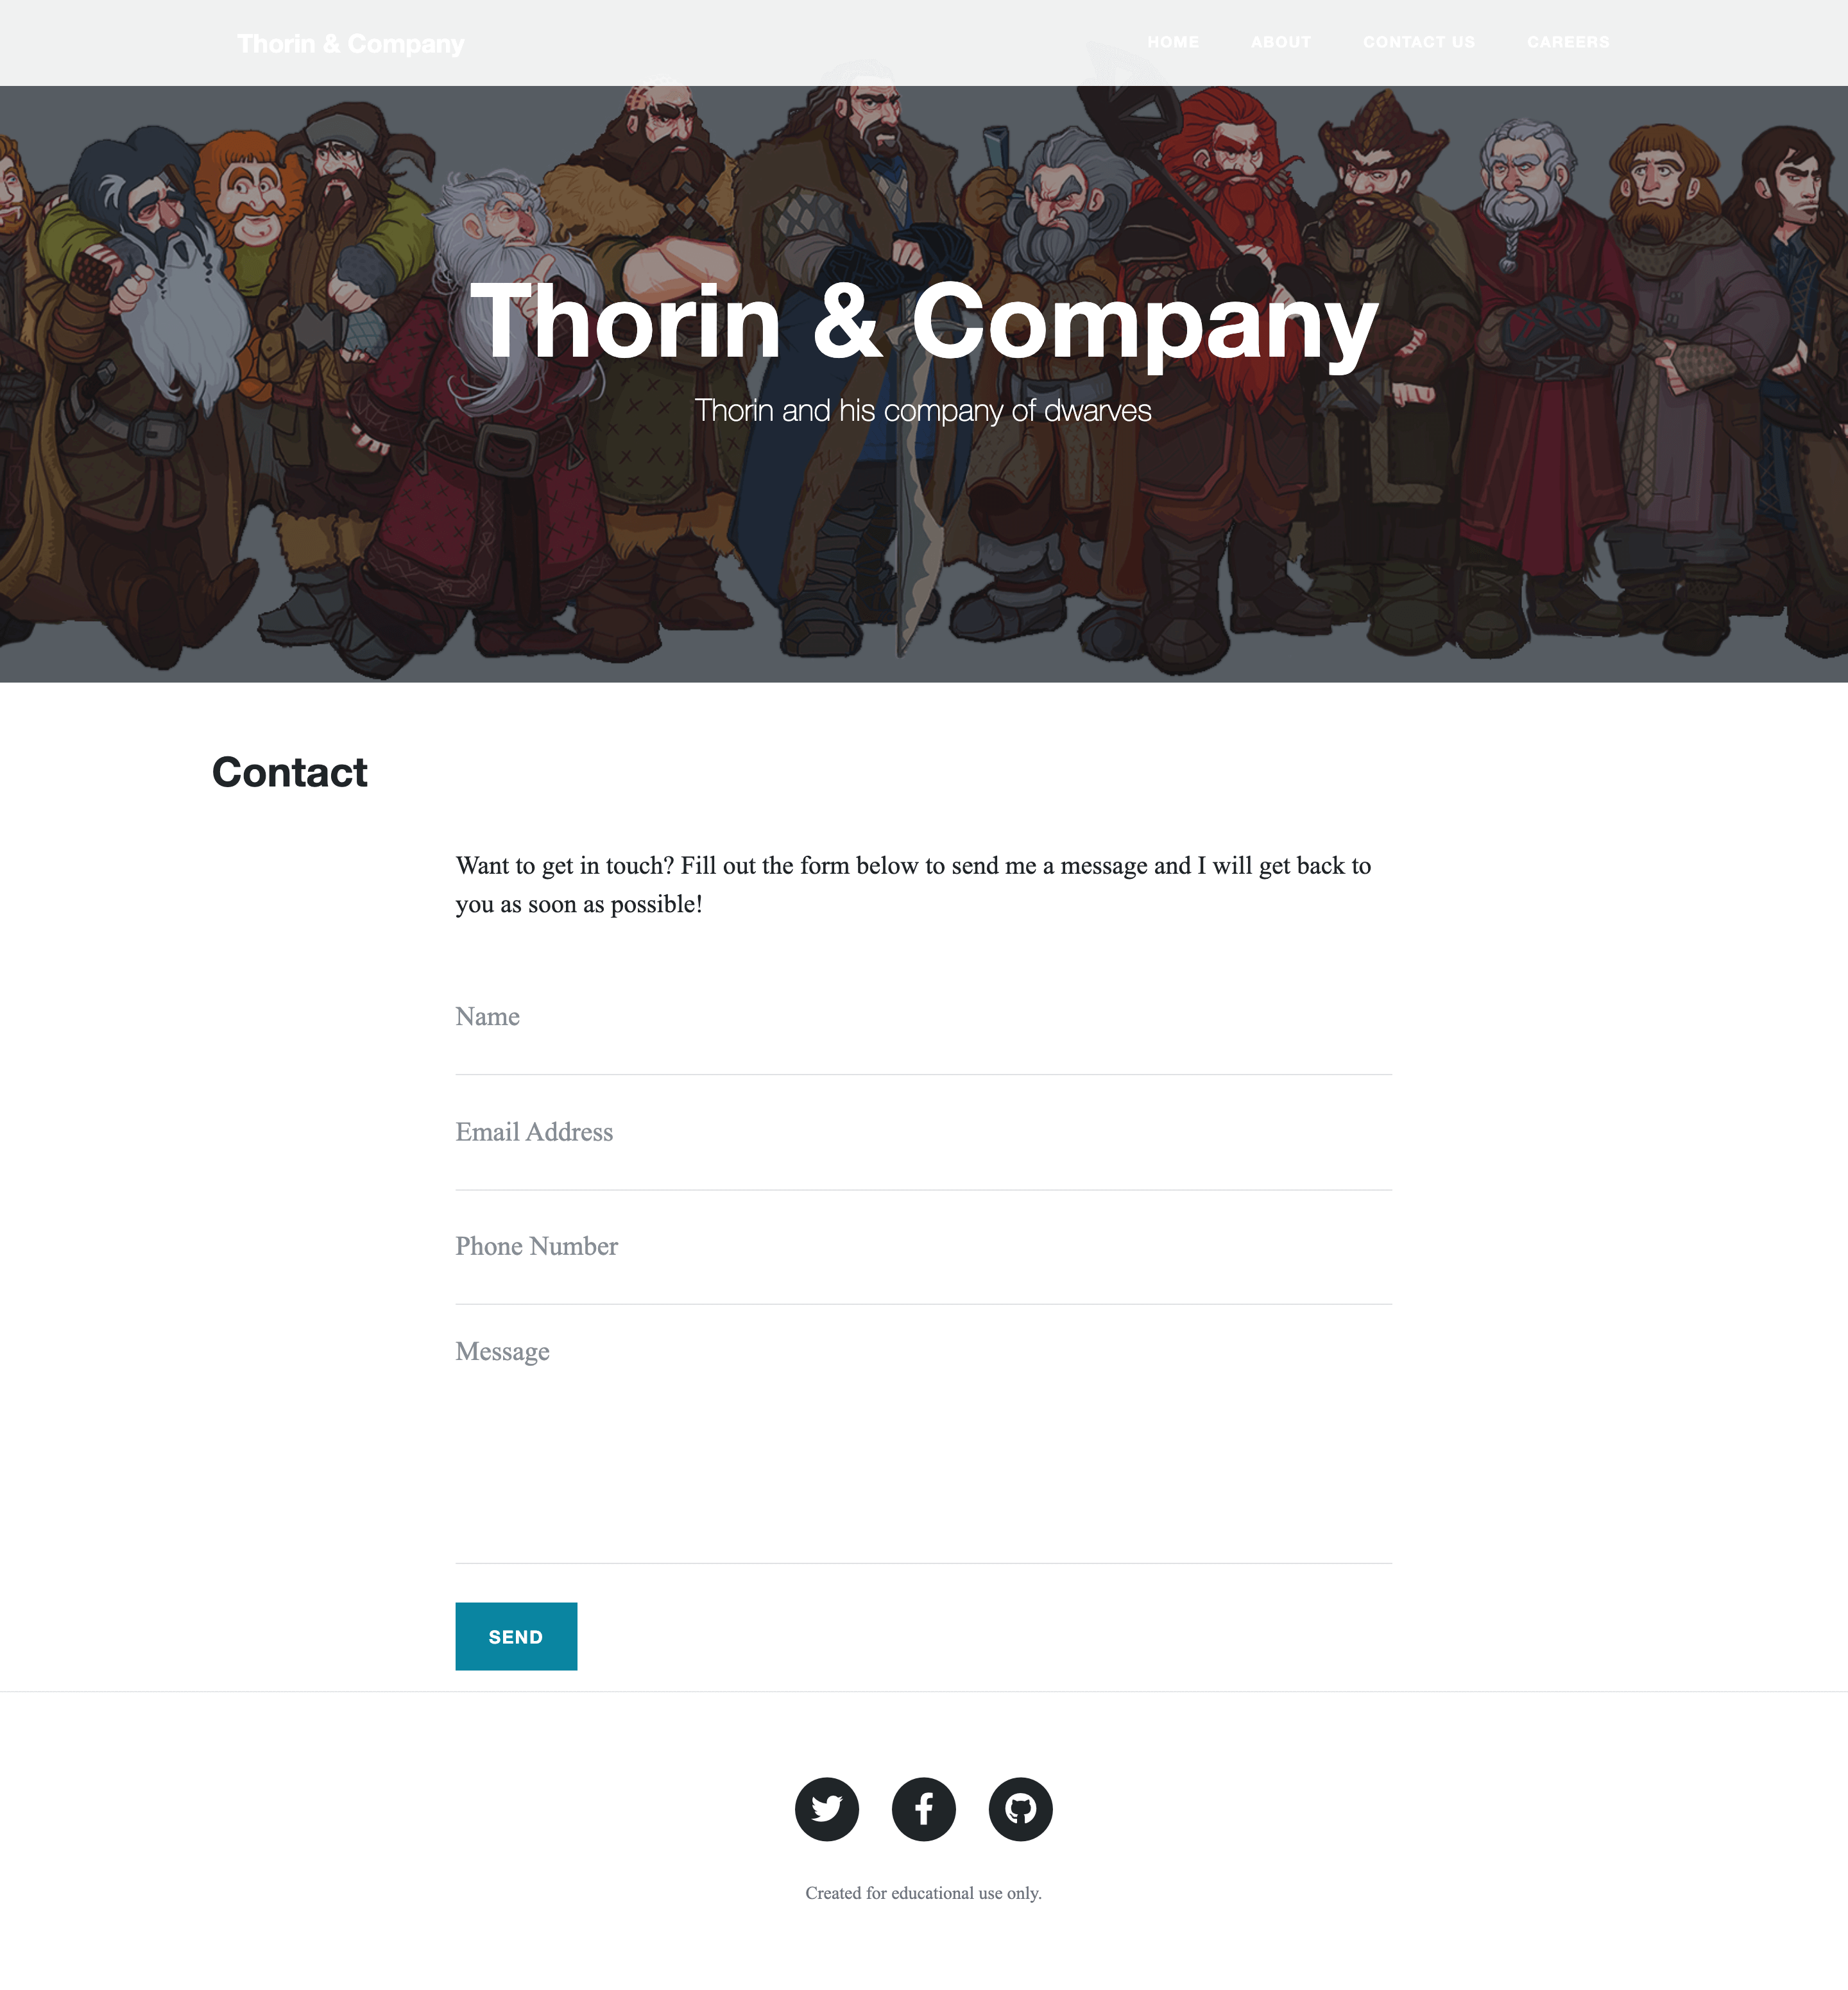 Thorin & Company
HOME ABOUT CONTACT US CAREERS
Thorin & Company
Thorin and his company of dwarves
Contact
Want to get in touch? Fill out the form below to send me a message and I will get back to
you as soon as possible!
Name
Email Address
Phone Number
Message
SEND
Created for educational use only.